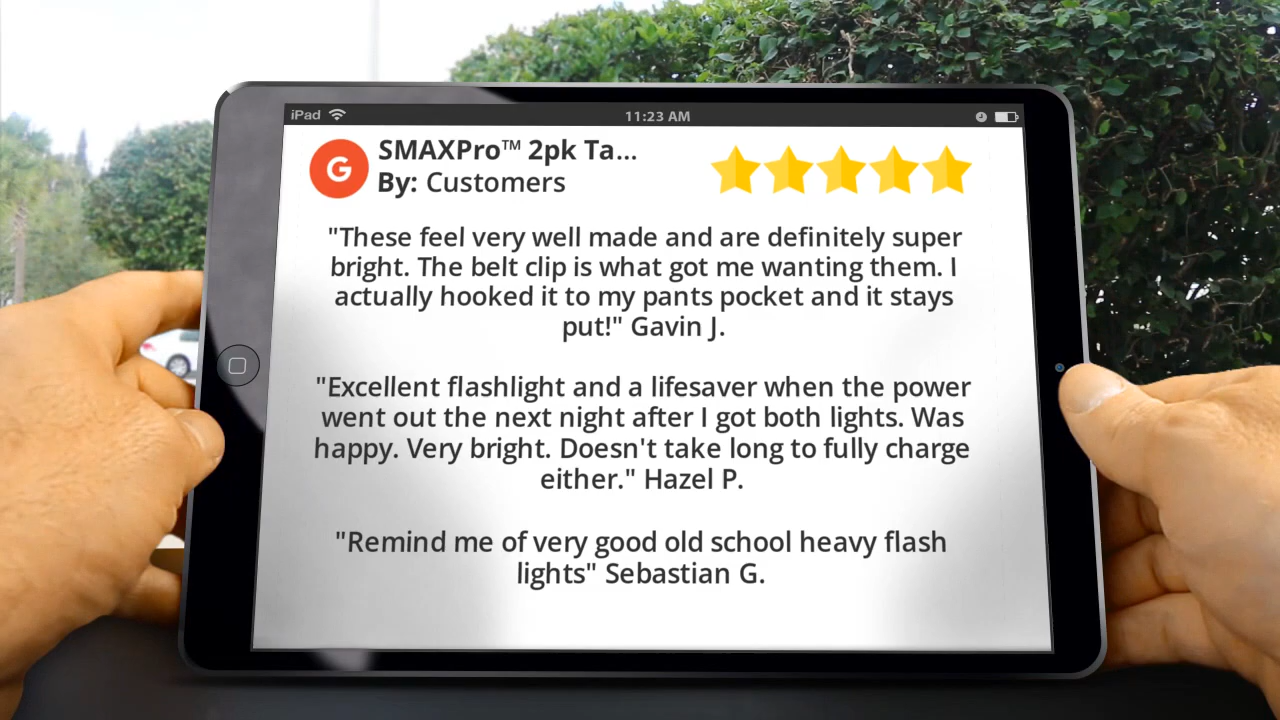 iPad
11:23 AM
G
SMAXPro™ 2pk Ta...
By: Customers
"These feel very well made and are definitely super
bright. The belt clip is what got me wanting them. I
actually hooked it to my pants pocket and it stays
put!" Gavin J.
"Excellent flashlight and a lifesaver when the power
went out the next night after I got both lights. Was
happy. Very bright. Doesn't take long to fully charge
either." Hazel P.
"Remind me of very good old school heavy flash
lights" Sebastian G.